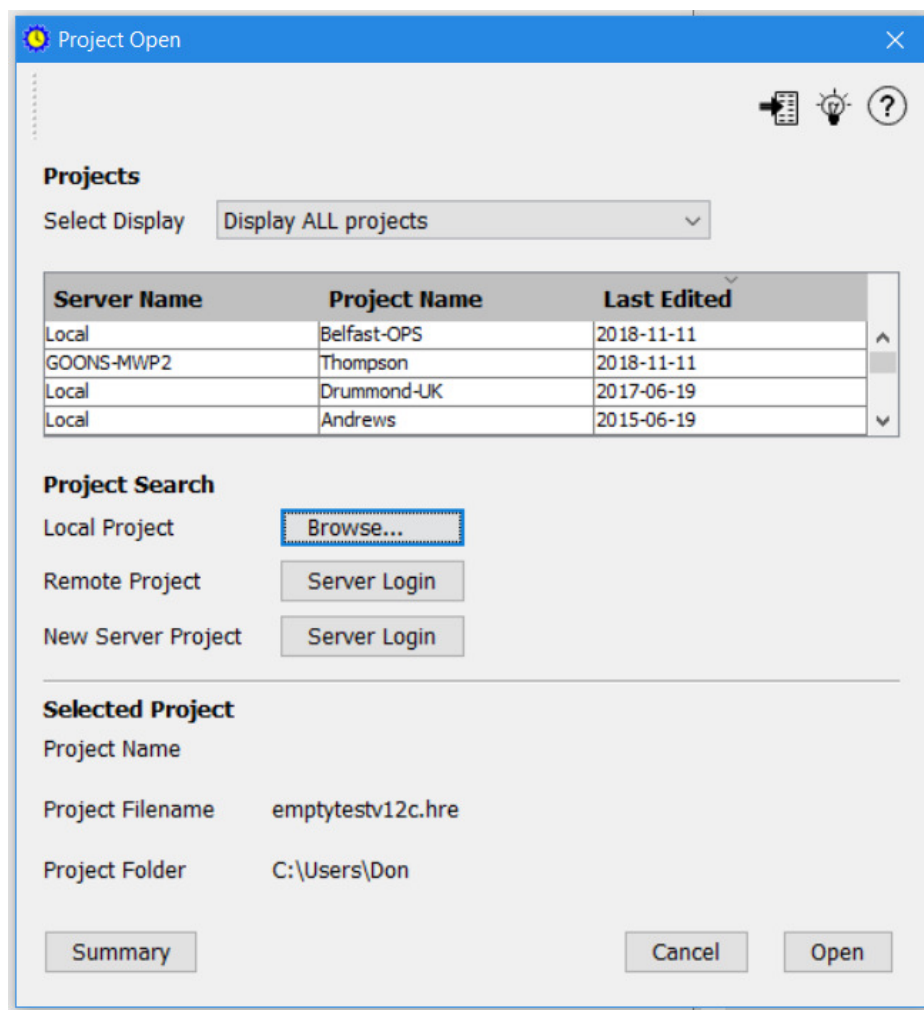 Project Open
?
Projects
Select Display Display ALL projects
Server Name Project Name Last Edited
Local Belfast-OPS 2018-11-11
GOONS-MWP2 Thompson 2018-11-11
Local Drummond-UK 2017-06-19
Local Andrews 2015-06-19
Project Search
Local Project Browse...
Remote Project Server Login
New Server Project Server Login
Selected Project
Project Name
Project Filename emptytestv12c.hre
Project Folder C:\Users\Don
Summary Cancel Open